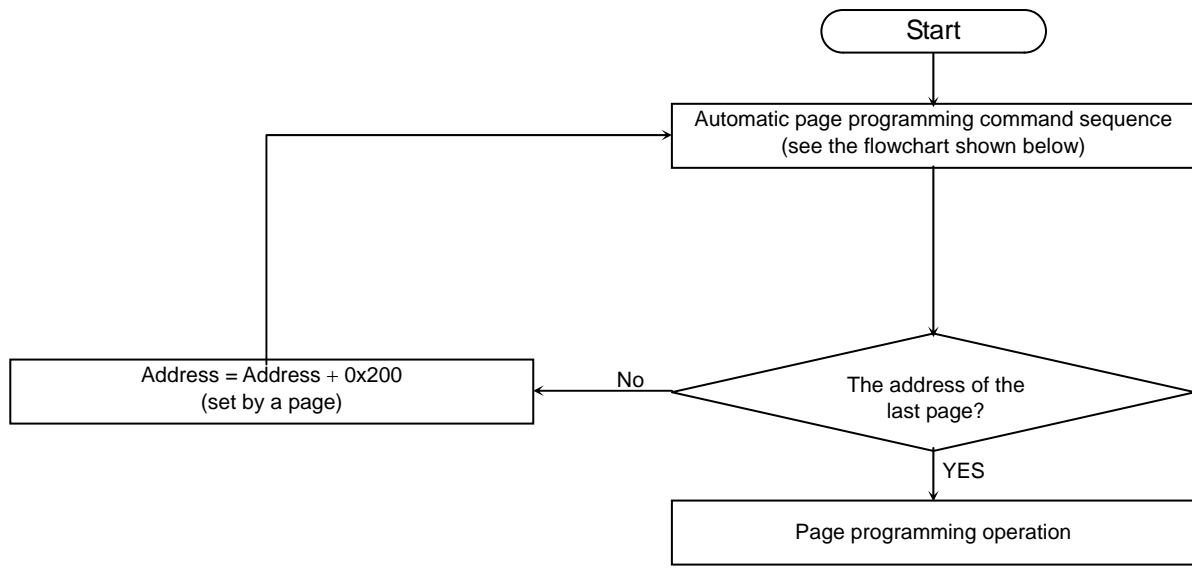 Start
Automatic page programming command sequence
(see the flowchart shown below)
Address = Address + 0x200
(set by a page)
No
The address of the
last page?
YES
Page programming operation